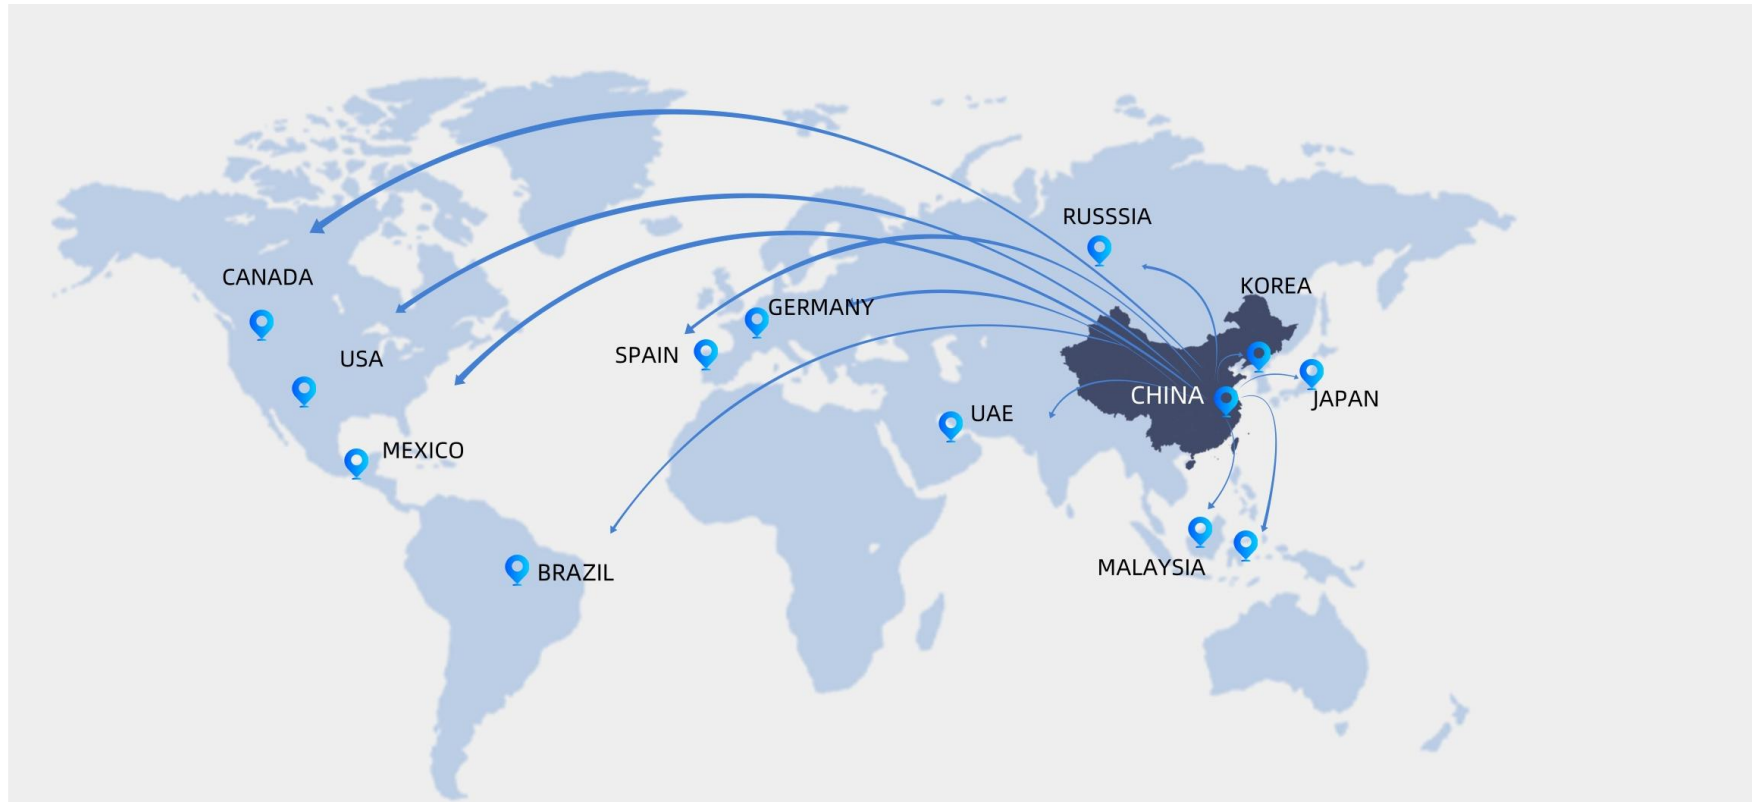 RUSSSIA
CANADA
KOREA
GERMANY
SPAIN
USA
CHINA
JAPAN
UAE
MEXICO
MALAYSIA
BRAZIL